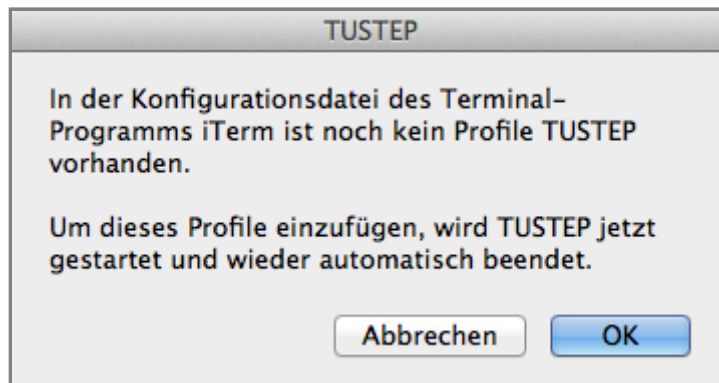 TUSTEP
In der Konfigurationsdatei des Terminal-
Programms iTerm ist noch kein Profile TUSTEP
vorhanden.
Um dieses Profile einzufügen, wird TUSTEP jetzt
gestartet und wieder automatisch beendet.
Abbrechen OK